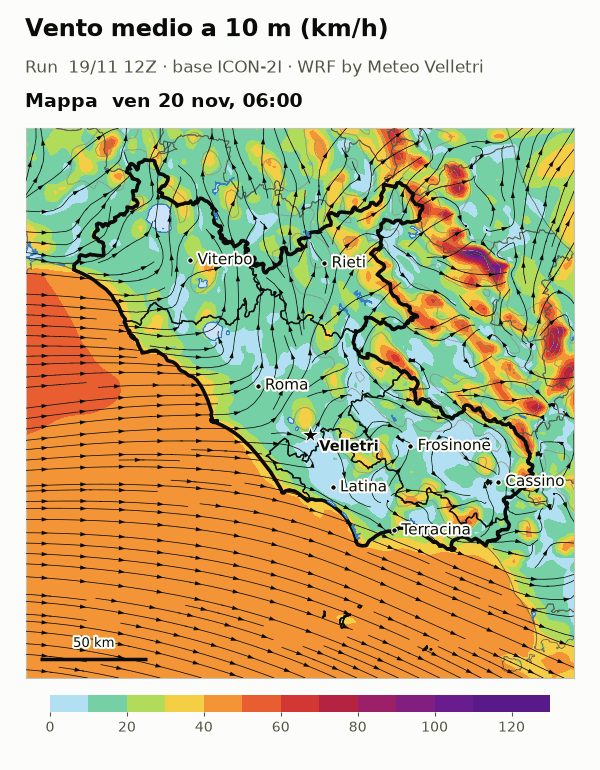 Vento medio a 10 m (km/h)
Run  19/11 12Z · base ICON-2I · WRF by Meteo Velletri
Mappa  ven 20 nov, 06:00
Viterbo
Rieti
Roma
Velletri
Frosinone
Latina
Cassino
Terracina
50 km
0 20 40 60 80 100 120